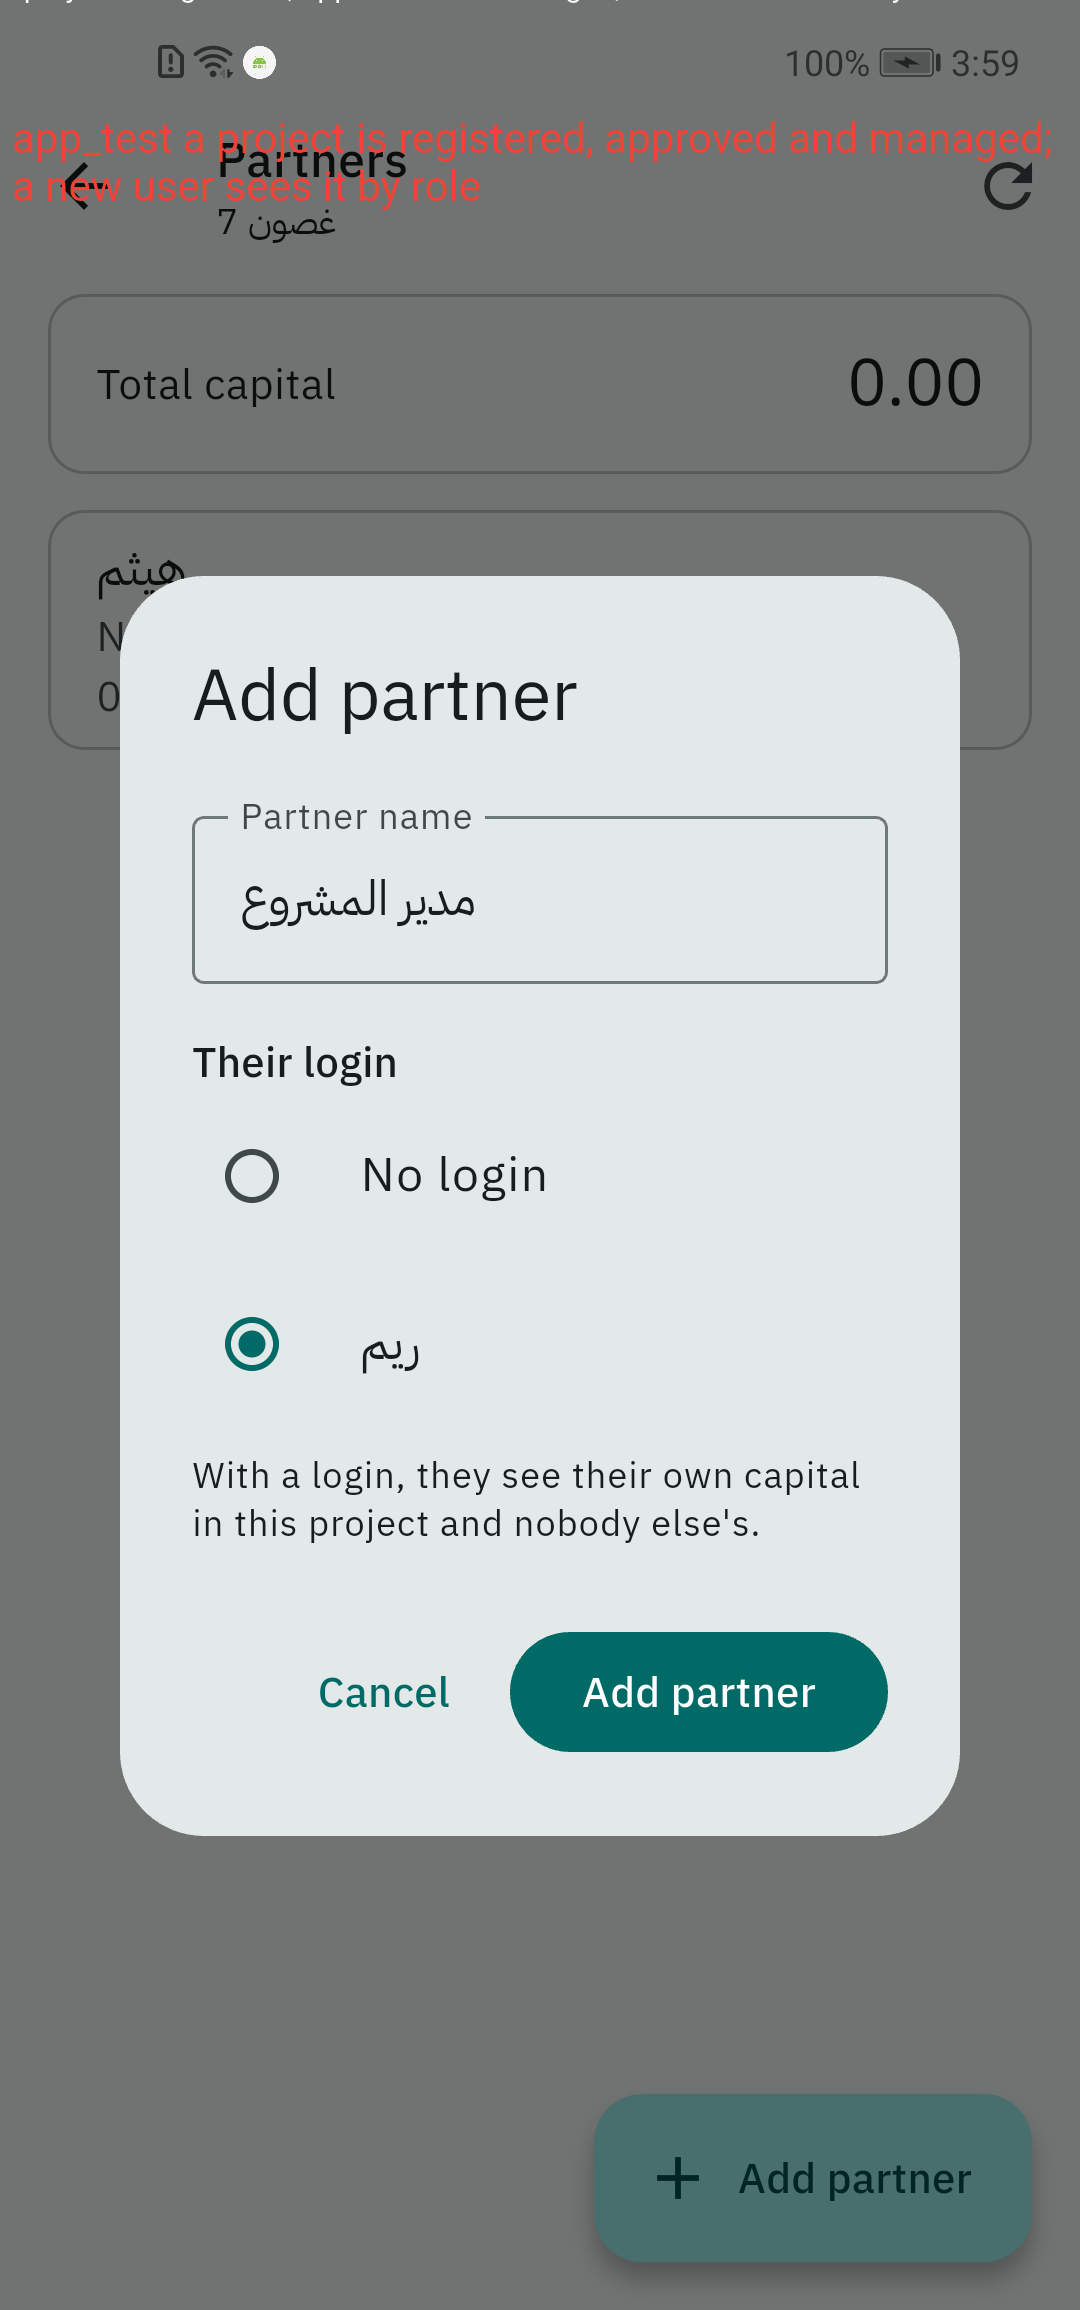 100% 3:59
app_test a project is registered, approved and managed;
a new user sees it by role
Partners
غصون 7
Total capital
0.00
هيثم
N
0
Add partner
Partner name
مدير المشروع
Their login
No login
ريم
With a login, they see their own capital
in this project and nobody else's.
Cancel
Add partner
Add partner